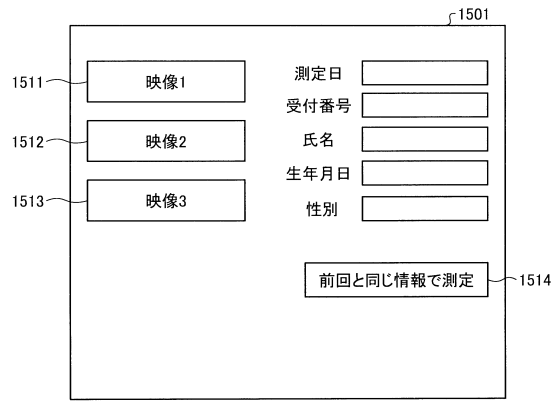 1501
1511 映像1
1512 映像2
1513 映像3
測定日
受付番号
氏名
生年月日
性別
前回と同じ情報で測定 1514